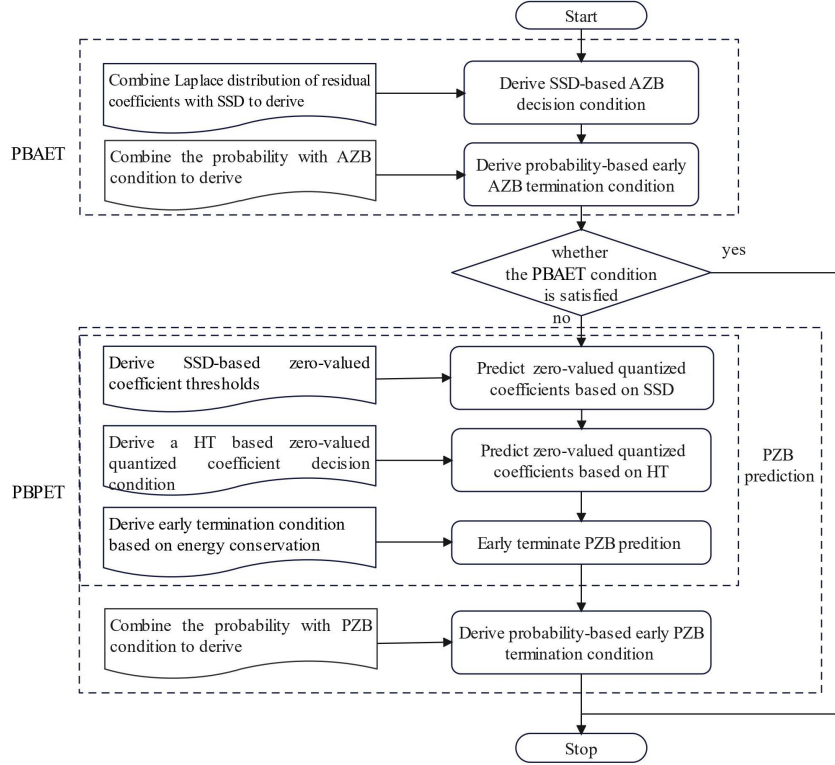 Start
Combine Laplace distribution of residual
coefficients with SSD to derive
Derive SSD-based AZB
decision condition
PBAET
Combine the probability with AZB
condition to derive
Derive probability-based early
AZB termination condition
whether
the PBAET condition
is satisfied
yes
no
Derive SSD-based zero-valued
coefficient thresholds
Predict zero-valued quantized
coefficients based on SSD
Derive a HT based zero-valued
quantized coefficient decision
condition
Predict zero-valued quantized
coefficients based on HT
PZB
prediction
PBPET
Derive early termination condition
based on energy conservation
Early terminate PZB predition
Combine the probability with PZB
condition to derive
Derive probability-based early PZB
termination condition
Stop